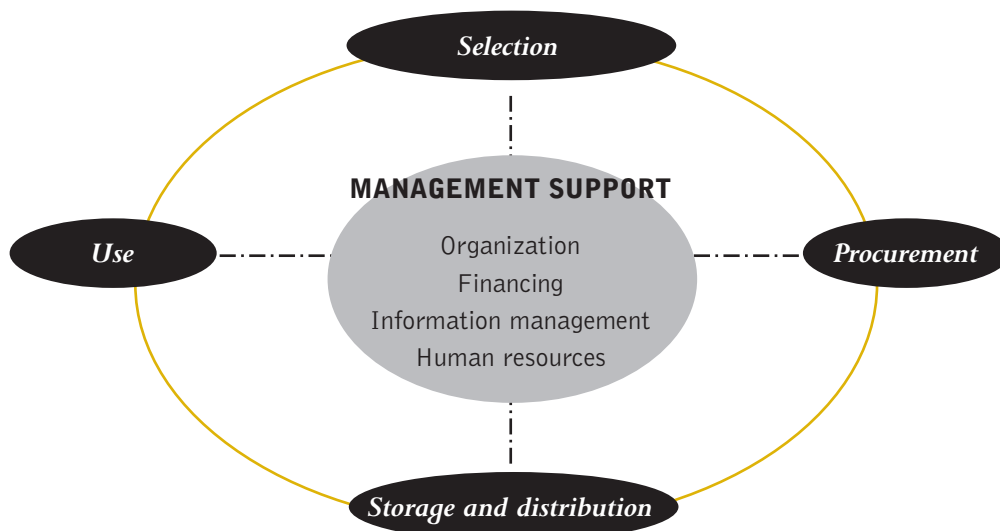 Selection
MANAGEMENT SUPPORT
Use
Organization
Procurement
Financing
Information management
Human resources
Storage and distribution